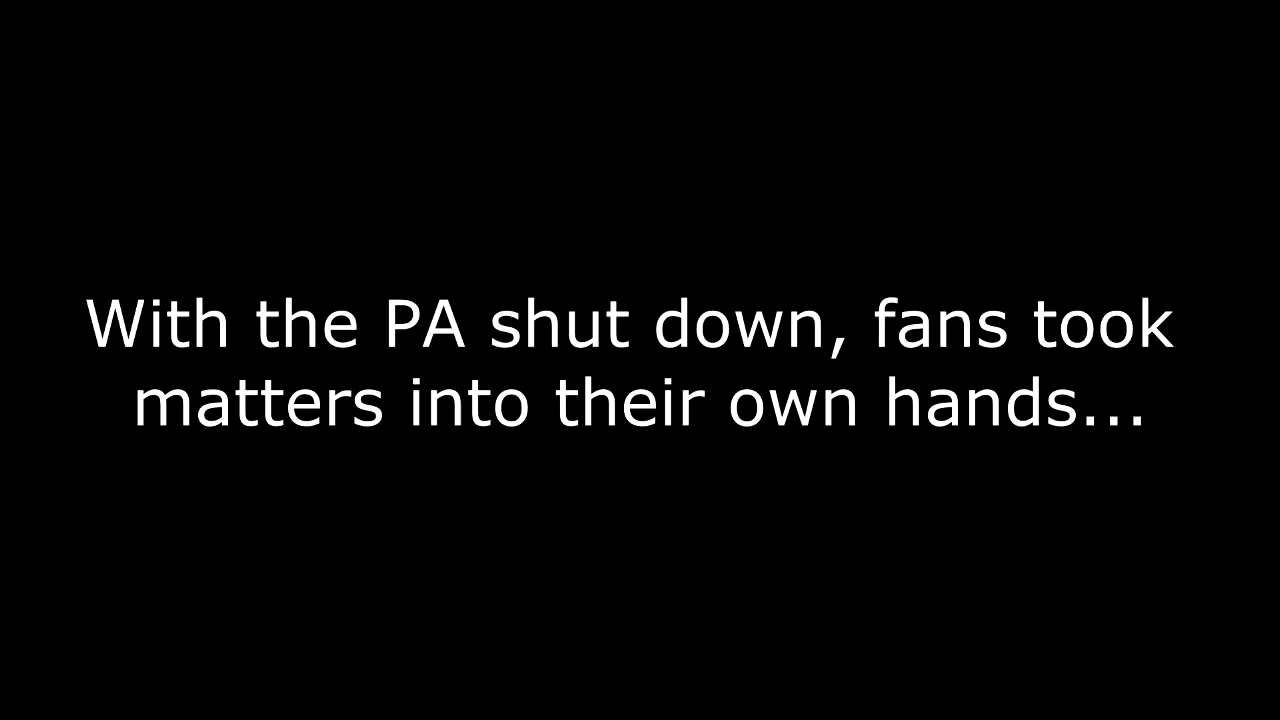 With the PA shut down, fans took
matters into their own hands...